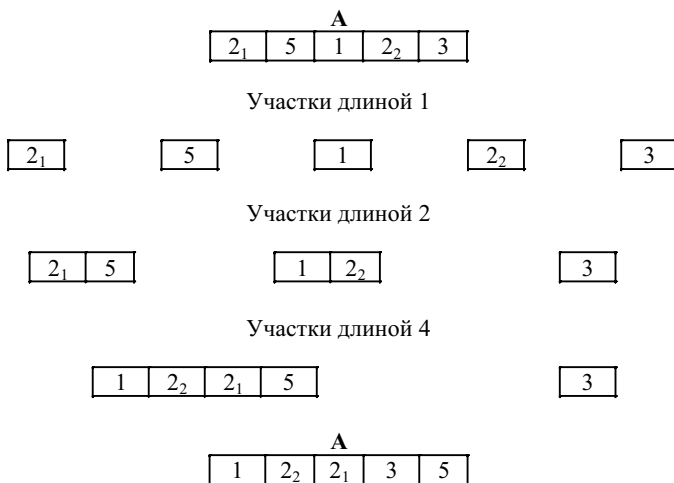 A
2₁ 5 1 2₂ 3
Участки длиной 1
2₁ 5 1 2₂ 3
Участки длиной 2
2₁ 5 1 2₂ 3
Участки длиной 4
1 2₂ 2₁ 5 3
A
1 2₂ 2₁ 3 5